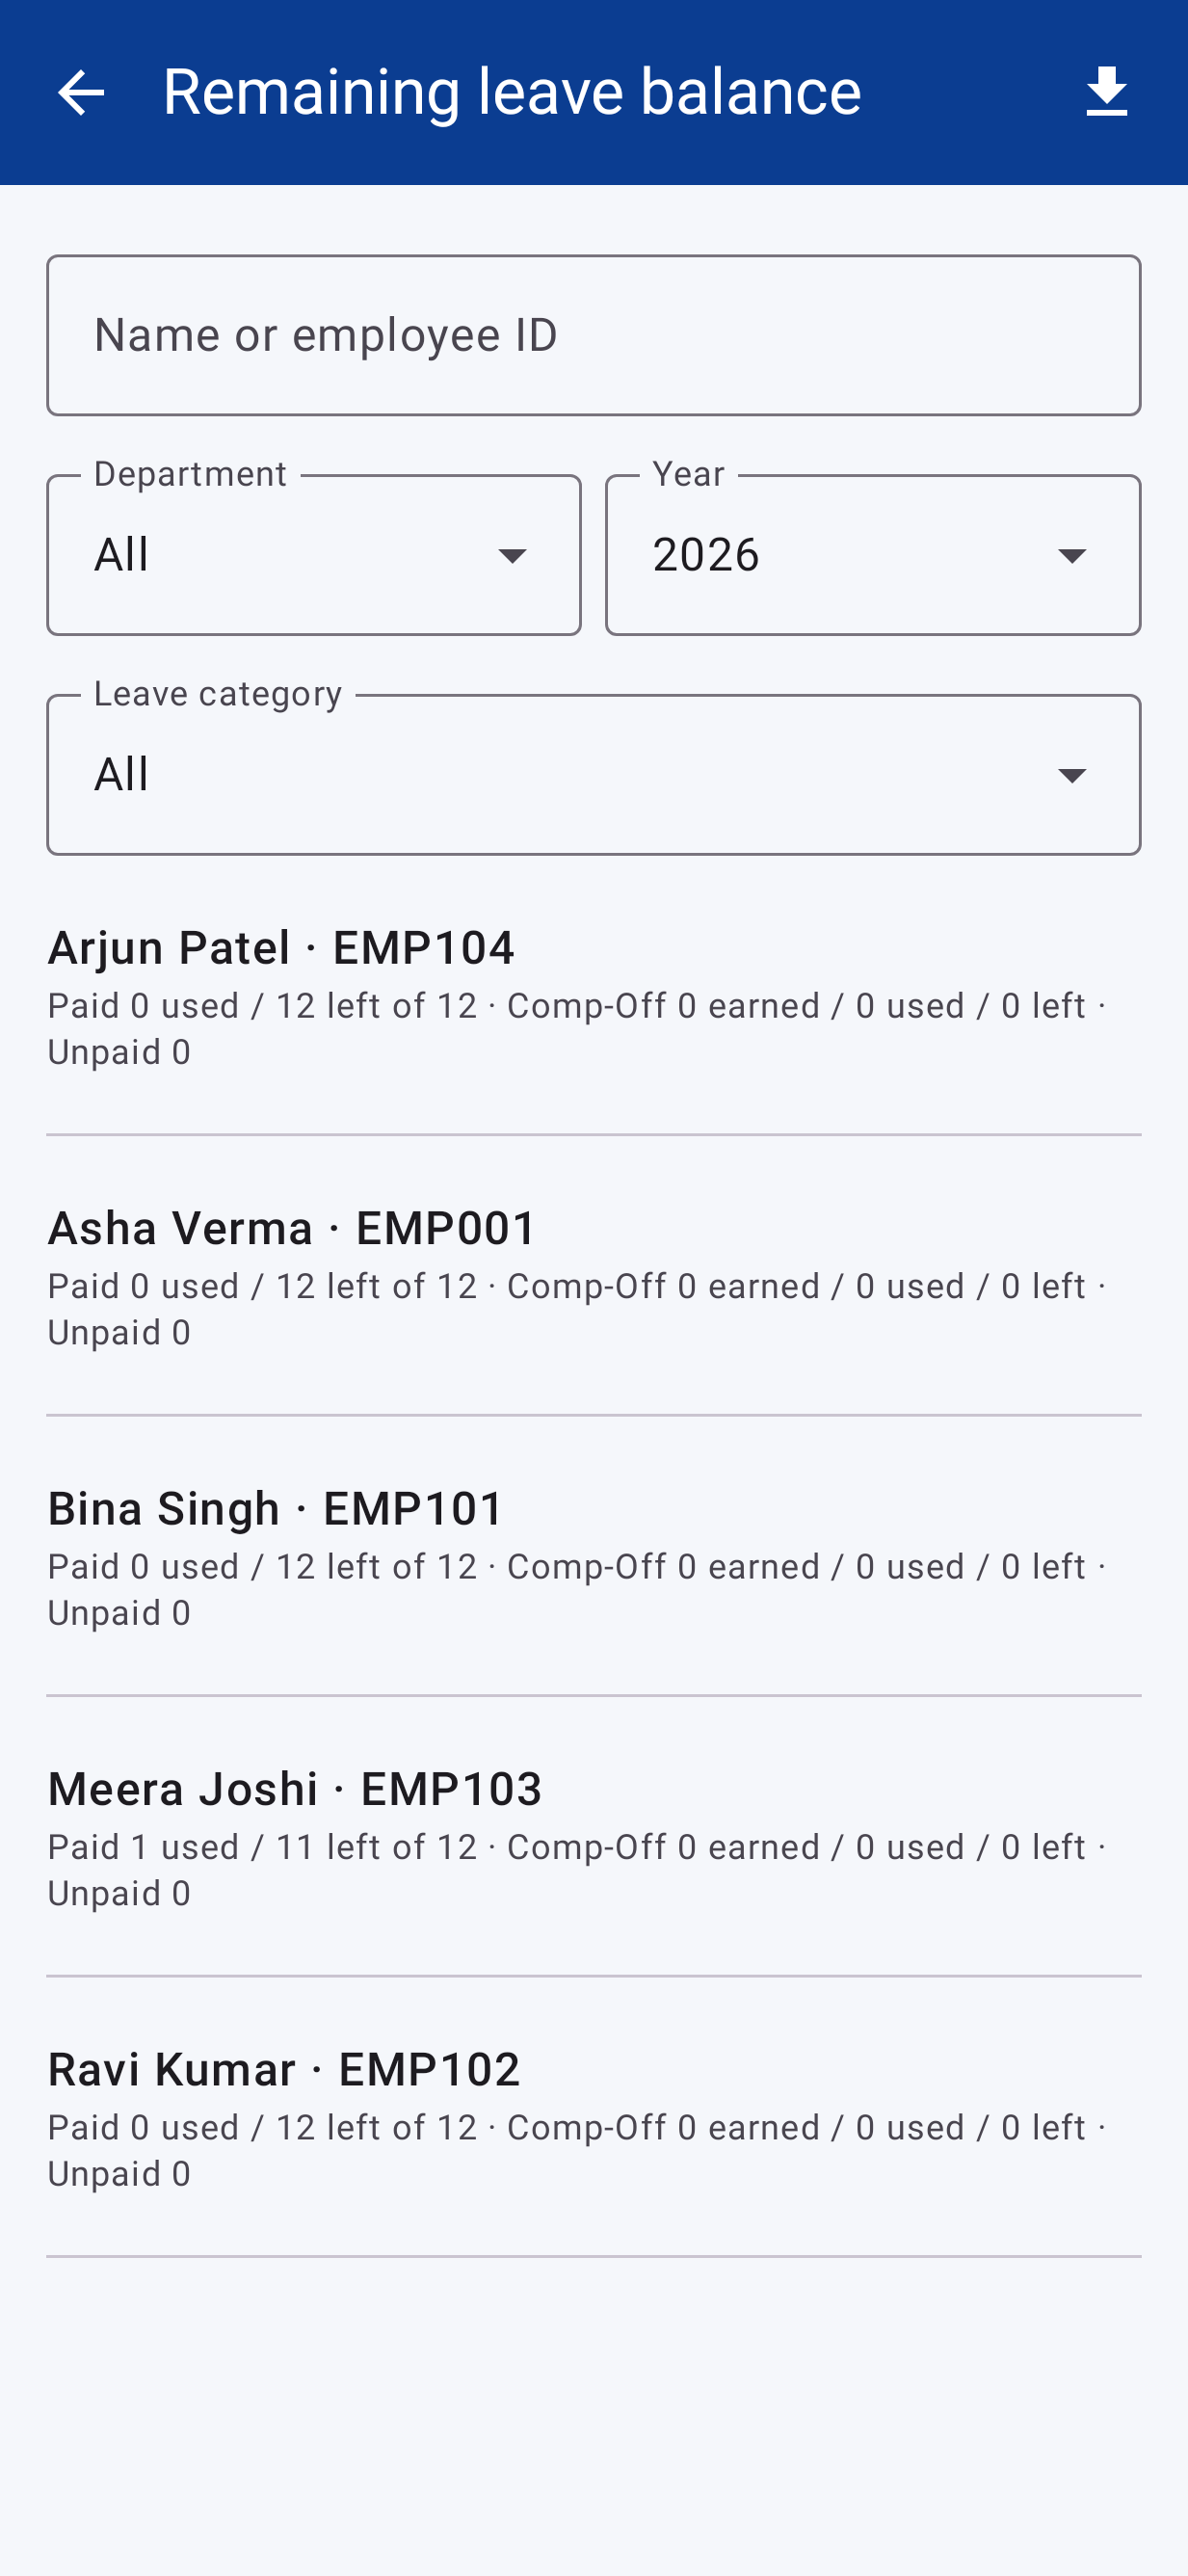 Remaining leave balance
Name or employee ID
Department
Year
All
2026
Leave category
All
Arjun Patel · EMP104
Paid 0 used / 12 left of 12 · Comp-Off 0 earned / 0 used / 0 left ·
Unpaid 0
Asha Verma · EMP001
Paid 0 used / 12 left of 12 · Comp-Off 0 earned / 0 used / 0 left ·
Unpaid 0
Bina Singh · EMP101
Paid 0 used / 12 left of 12 · Comp-Off 0 earned / 0 used / 0 left ·
Unpaid 0
Meera Joshi · EMP103
Paid 1 used / 11 left of 12 · Comp-Off 0 earned / 0 used / 0 left ·
Unpaid 0
Ravi Kumar · EMP102
Paid 0 used / 12 left of 12 · Comp-Off 0 earned / 0 used / 0 left ·
Unpaid 0